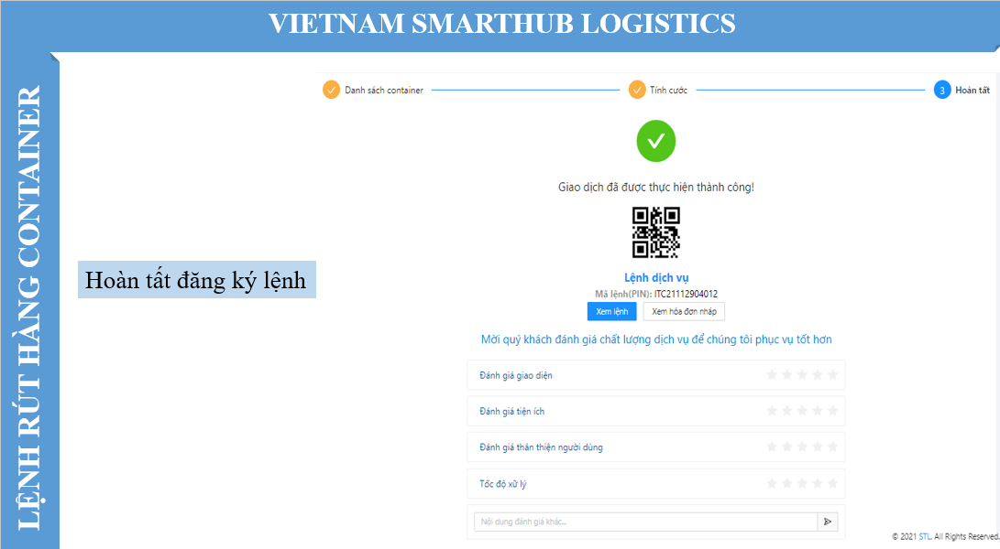 VIETNAM SMARTHUB LOGISTICS
LỆNH RÚT HÀNG CONTAINER
Danh sách container
Tính cước
3 Hoàn tất
Giao dịch đã được thực hiện thành công!
Hoàn tất đăng ký lệnh
Lệnh dịch vụ
Mã lệnh(PIN): ITC21112904012
Xem lệnh
Xem hóa đơn nháp
Mời quý khách đánh giá chất lượng dịch vụ để chúng tôi phục vụ tốt hơn
Đánh giá giao diện
Đánh giá tiện ích
Đánh giá thân thiện người dùng
Tốc độ xử lý
Nội dung đánh giá khác...
© 2021 STL. All Rights Reserved.